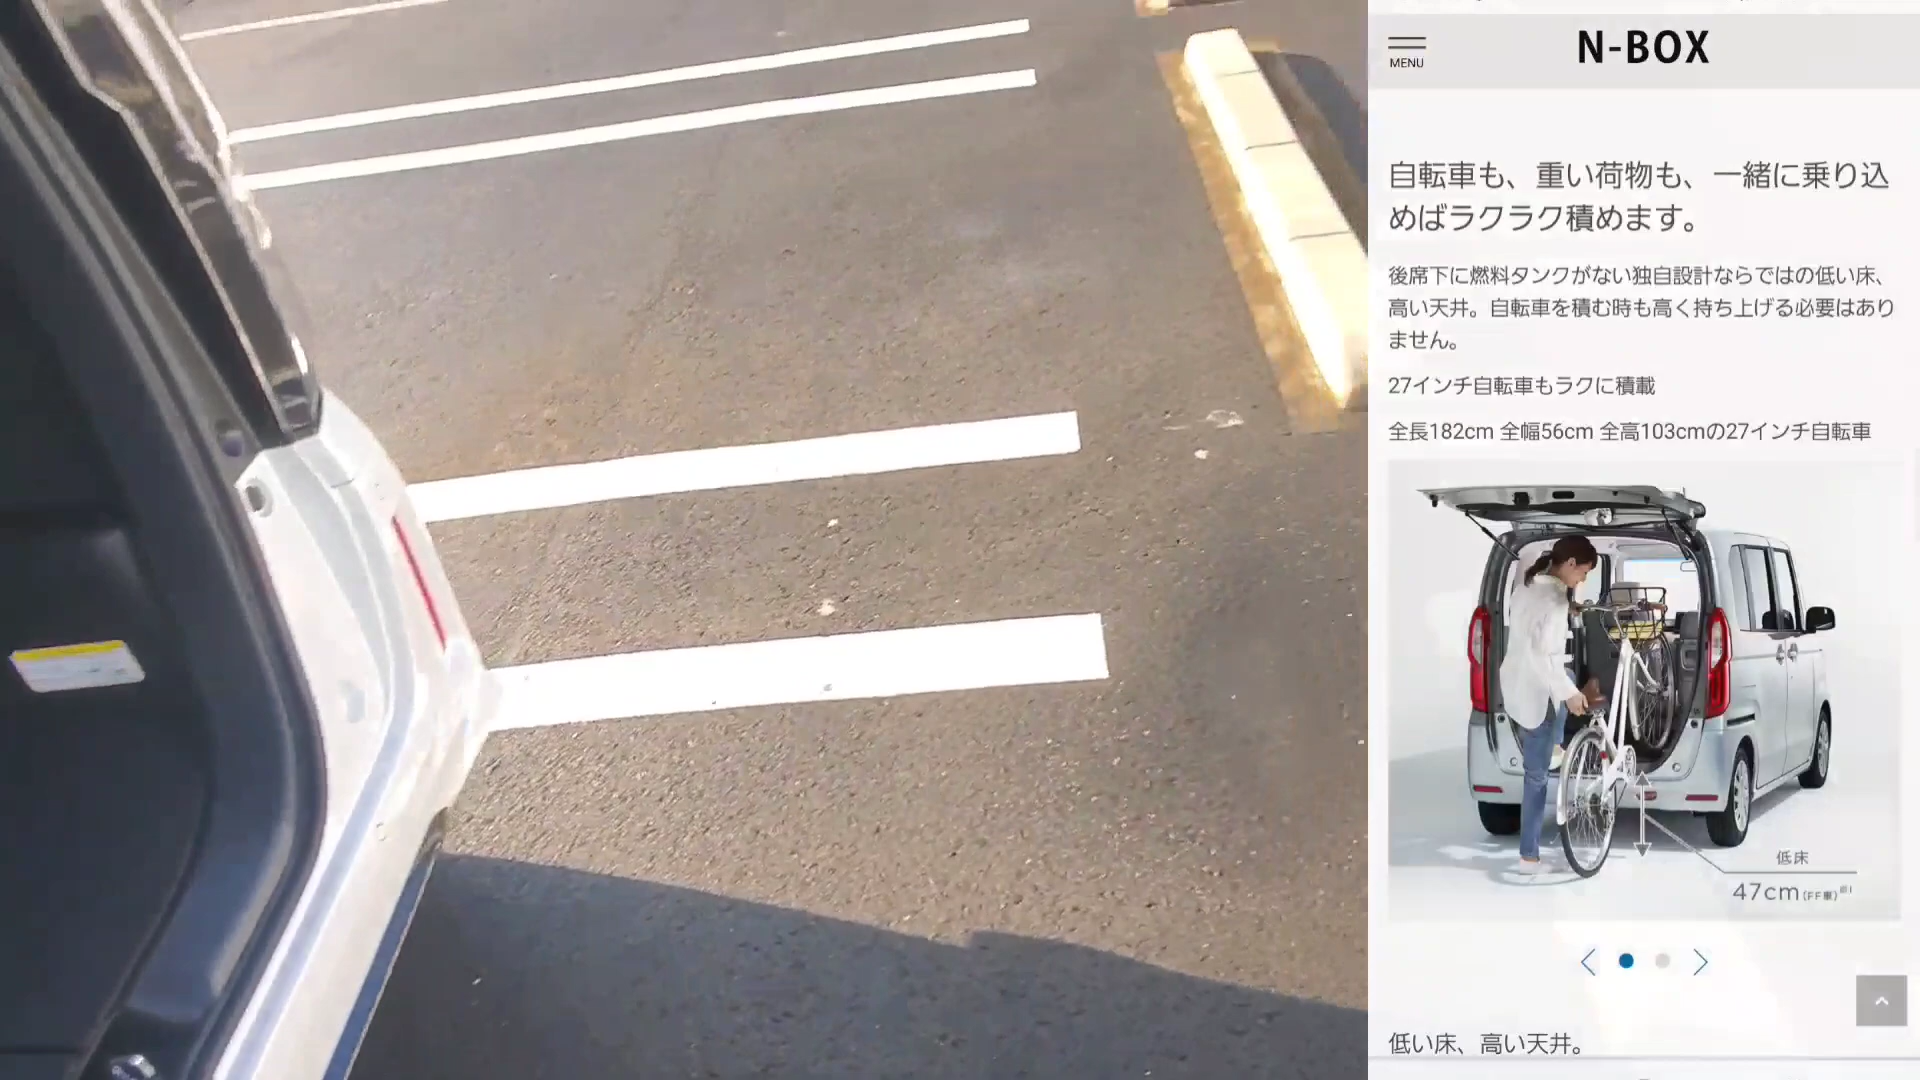 N-BOX
MENU
自転車も、重い荷物も、一緒に乗り込
めばラクラク積めます。
後席下に燃料タンクがない独自設計ならではの低い床、
高い天井。自転車を積む時も高く持ち上げる必要はあり
ません。
27インチ自転車もラクに積載
全長182cm 全幅56cm 全高103cmの27インチ自転車
低床
47cm(FF車)※1
低い床、高い天井。